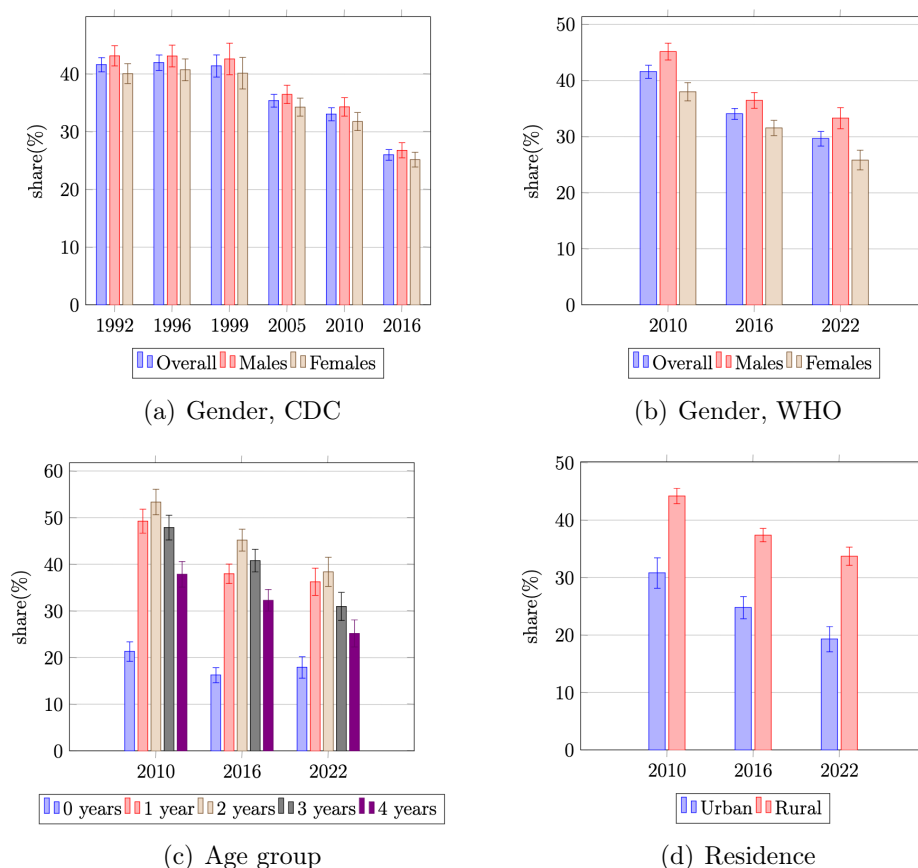 share(%)
40
30
20
10
0
1992 1996 1999 2005 2010 2016
Overall Males Females
(a) Gender, CDC
share(%)
50
40
30
20
10
0
2010 2016 2022
Overall Males Females
(b) Gender, WHO
share(%)
60
50
40
30
20
10
0
2010 2016 2022
0 years 1 year 2 years 3 years 4 years
(c) Age group
share(%)
50
40
30
20
10
0
2010 2016 2022
Urban Rural
(d) Residence